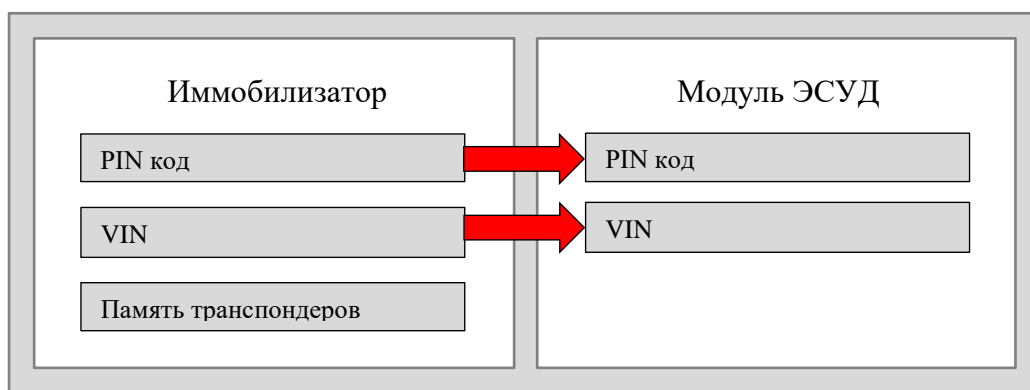 Иммобилизатор
PIN код
VIN
Память транспондеров
Модуль ЭСУД
PIN код
VIN